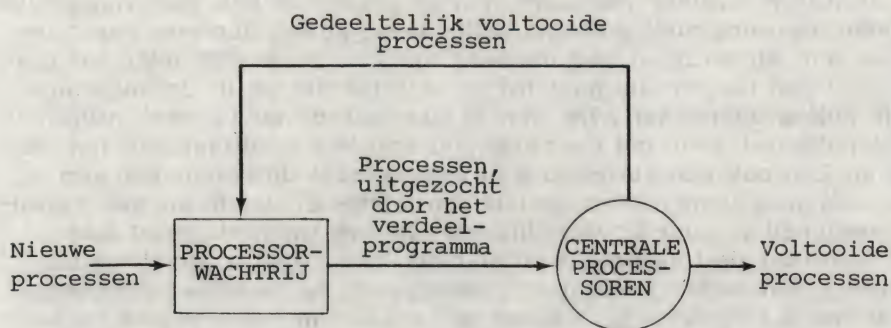 Gedeeltelijk voltooide
processen
Processen,
uitgezocht
door het
verdeel-
programma
Nieuwe
processen
PROCESSOR-
WACHTRIJ
CENTRALE
PROCES-
SOREN
Voltooide
processen